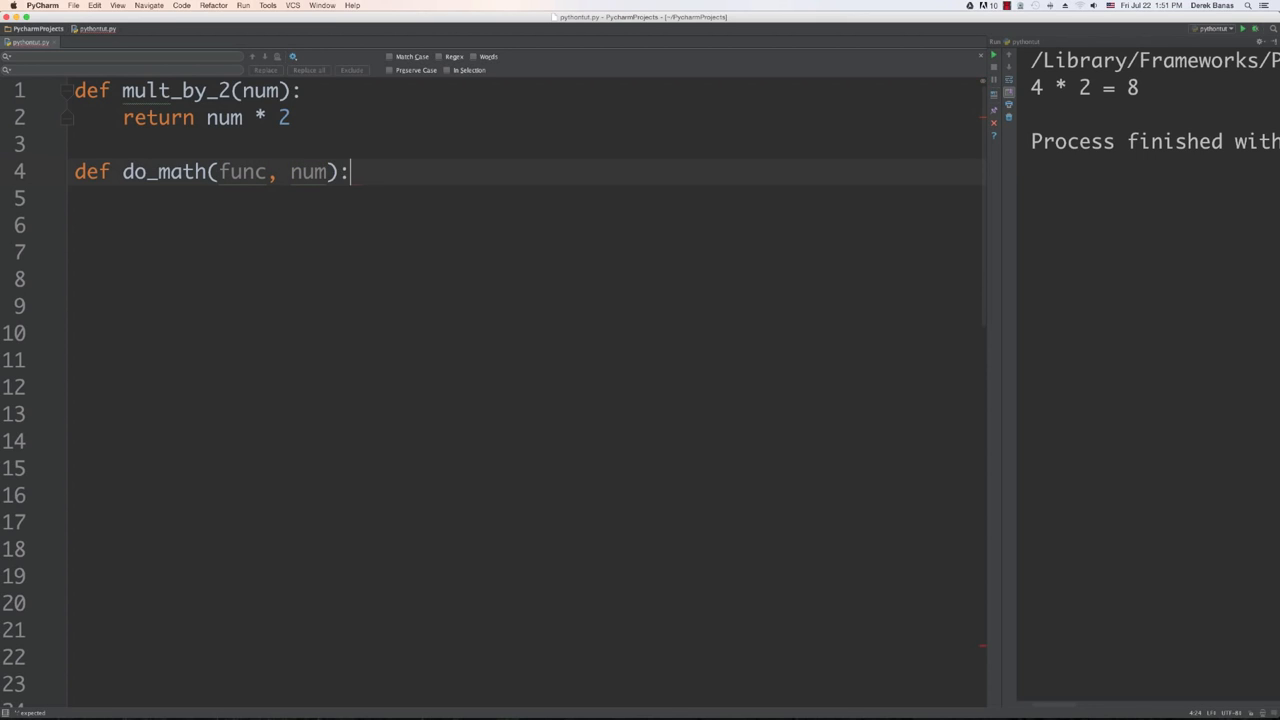 PyCharm File Edit View Navigate Code Refactor Run Tools VCS Window Help
10 Fri Jul 22 1:51 PM Derek Banas
pythontut.py - PycharmProjects - [~/PycharmProjects]
PycharmProjects pythontut.py
pythontut
pythontut.py
Run pythontut
Match Case Regex Words
Replace Replace all Exclude Preserve Case In Selection
1 def mult_by_2(num):
2 return num * 2
3
4 def do_math(func, num):
5
6
7
8
9
10
11
12
13
14
15
16
17
18
19
20
21
22
23
/Library/Frameworks/P
4 * 2 = 8
Process finished with
':' expected
4:24 LF÷ UTF-8÷